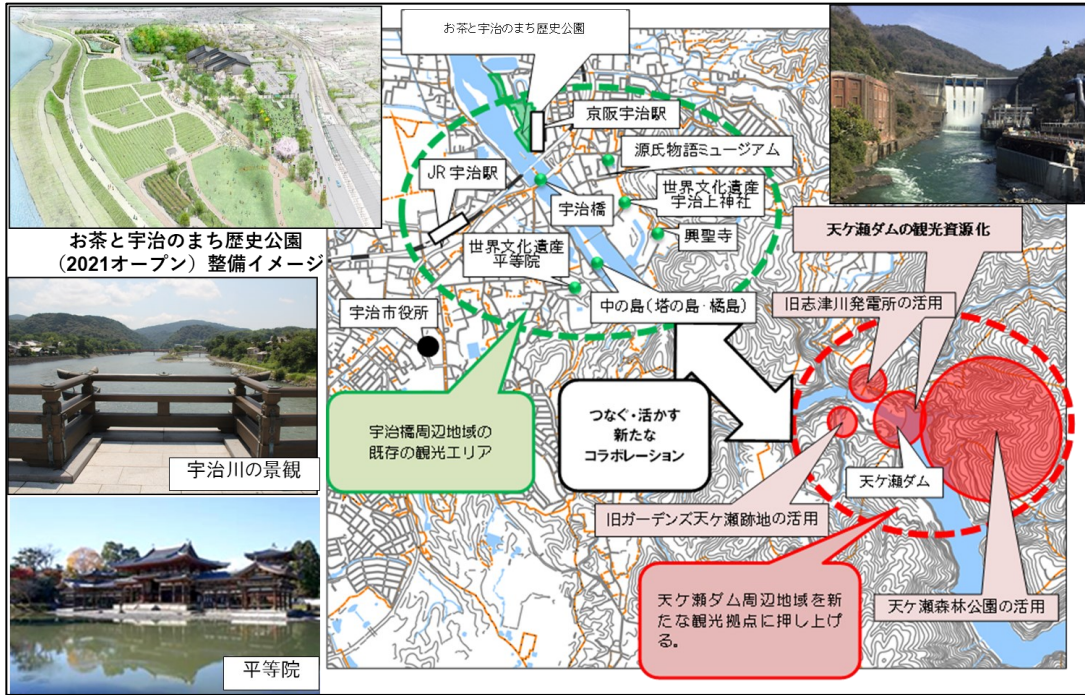 お茶と宇治のまち歴史公園
（2021オープン）整備イメージ
宇治川の景観
平等院
お茶と宇治のまち歴史公園
京阪宇治駅
源氏物語ミュージアム
JR宇治駅
宇治橋
世界文化遺産
宇治上神社
興聖寺
世界文化遺産
平等院
中の島（塔の島・橘島）
宇治市役所
宇治橋周辺地域の
既存の観光エリア
つなぐ・活かす
新たな
コラボレーション
天ケ瀬ダムの観光資源化
旧志津川発電所の活用
天ケ瀬ダム
旧ガーデンズ天ケ瀬跡地の活用
天ケ瀬森林公園の活用
天ケ瀬ダム周辺地域を新
たな観光拠点に押し上げ
る。